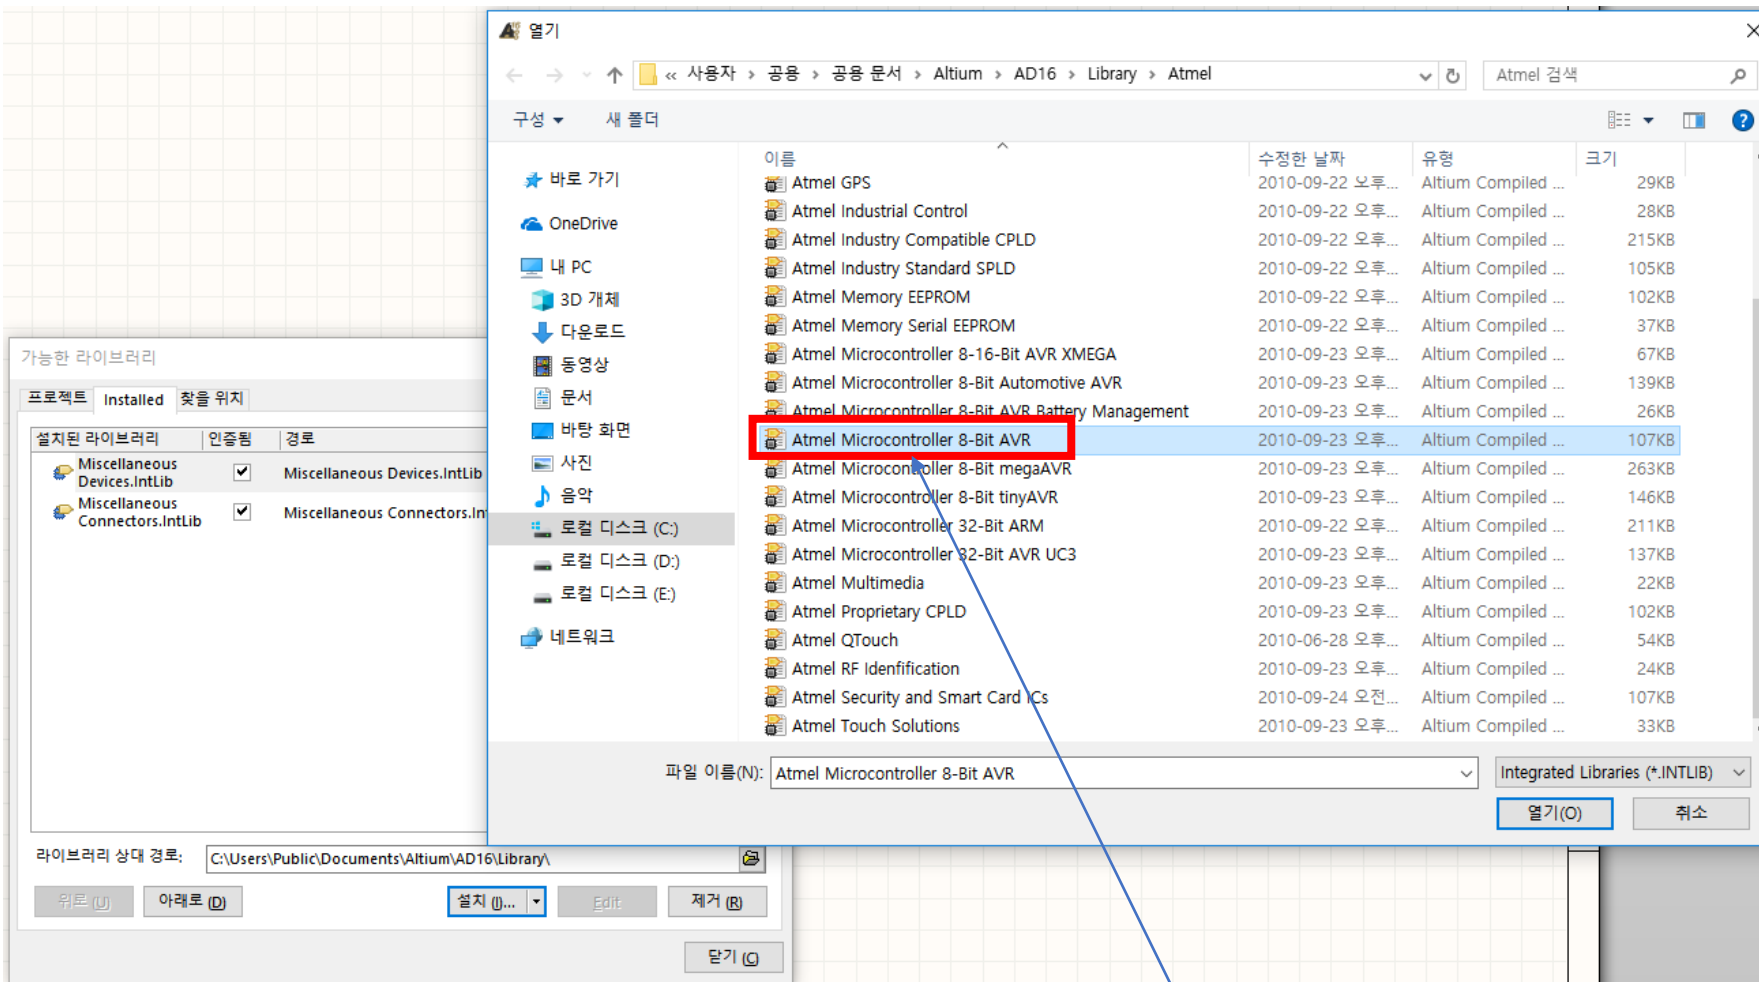 열기
« 사용자 › 공용 › 공용 문서 › Altium › AD16 › Library › Atmel
Atmel 검색
구성
새 폴더
이름 수정한 날짜 유형 크기
바로 가기
OneDrive
내 PC
3D 개체
다운로드
동영상
문서
바탕 화면
사진
음악
로컬 디스크 (C:)
로컬 디스크 (D:)
로컬 디스크 (E:)
네트워크
Atmel GPS 2010-09-22 오후... Altium Compiled ... 29KB
Atmel Industrial Control 2010-09-22 오후... Altium Compiled ... 28KB
Atmel Industry Compatible CPLD 2010-09-22 오후... Altium Compiled ... 215KB
Atmel Industry Standard SPLD 2010-09-22 오후... Altium Compiled ... 105KB
Atmel Memory EEPROM 2010-09-22 오후... Altium Compiled ... 102KB
Atmel Memory Serial EEPROM 2010-09-22 오후... Altium Compiled ... 37KB
Atmel Microcontroller 8-16-Bit AVR XMEGA 2010-09-23 오후... Altium Compiled ... 67KB
Atmel Microcontroller 8-Bit Automotive AVR 2010-09-23 오후... Altium Compiled ... 139KB
Atmel Microcontroller 8-Bit AVR Battery Management 2010-09-23 오후... Altium Compiled ... 26KB
Atmel Microcontroller 8-Bit AVR 2010-09-23 오후... Altium Compiled ... 107KB
Atmel Microcontroller 8-Bit megaAVR 2010-09-23 오후... Altium Compiled ... 263KB
Atmel Microcontroller 8-Bit tinyAVR 2010-09-23 오후... Altium Compiled ... 146KB
Atmel Microcontroller 32-Bit ARM 2010-09-22 오후... Altium Compiled ... 211KB
Atmel Microcontroller 32-Bit AVR UC3 2010-09-23 오후... Altium Compiled ... 137KB
Atmel Multimedia 2010-09-23 오후... Altium Compiled ... 22KB
Atmel Proprietary CPLD 2010-09-23 오후... Altium Compiled ... 102KB
Atmel QTouch 2010-06-28 오후... Altium Compiled ... 54KB
Atmel RF Idenfification 2010-09-23 오후... Altium Compiled ... 24KB
Atmel Security and Smart Card ICs 2010-09-24 오전... Altium Compiled ... 107KB
Atmel Touch Solutions 2010-09-23 오후... Altium Compiled ... 33KB
파일 이름(N): Atmel Microcontroller 8-Bit AVR
Integrated Libraries (*.INTLIB)
열기(O) 취소
가능한 라이브러리
프로젝트 Installed 찾을 위치
설치된 라이브러리 인증됨 경로
Miscellaneous
Devices.IntLib
Miscellaneous Devices.IntLib
Miscellaneous
Connectors.IntLib
Miscellaneous Connectors.In
라이브러리 상대 경로: C:\Users\Public\Documents\Altium\AD16\Library\
위로 (U) 아래로 (D) 설치 (I)... Edit 제거 (R)
닫기 (C)